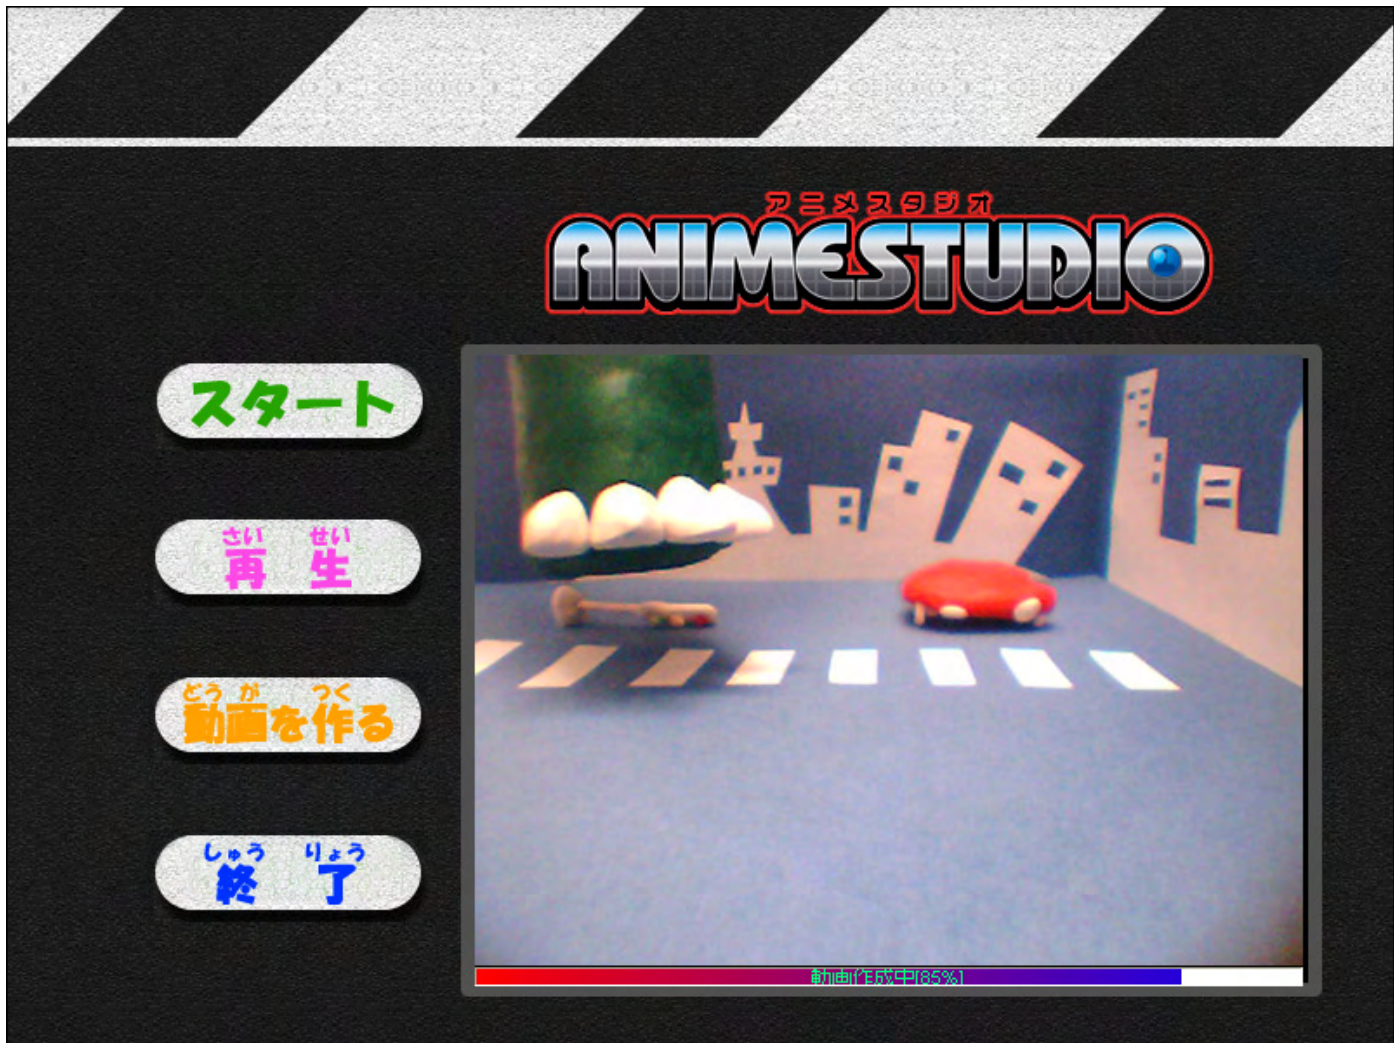 アニメスタジオ
ANIMESTUDIO
スタート
さい せい
再 生
どう が つく
動画を作る
しゅう りょう
終 了
動画作成中[85%]